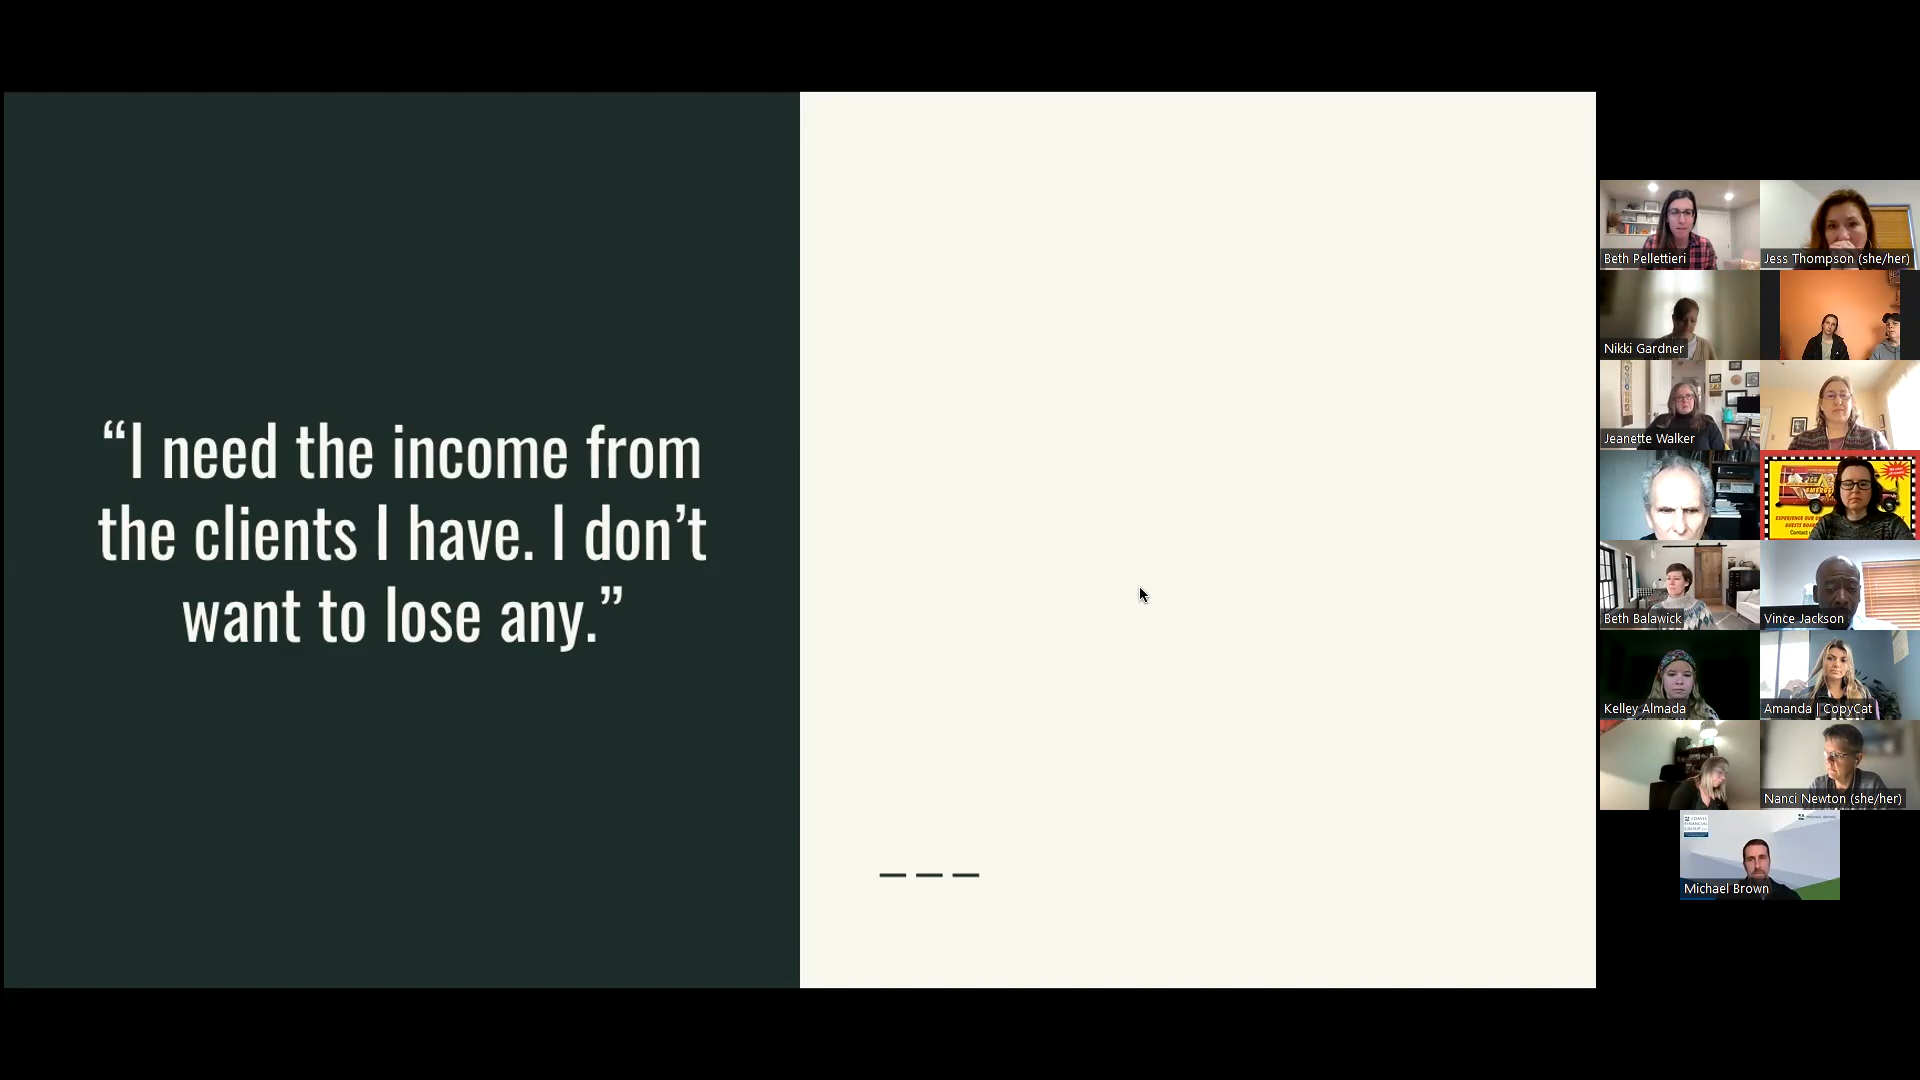 “I need the income from
the clients I have. I don’t
want to lose any.”
Beth Pellettieri
Jess Thompson (she/her)
Nikki Gardner
Jeanette Walker
Beth Balawick
Vince Jackson
Kelley Almada
Amanda | CopyCat
Nanci Newton (she/her)
Michael Brown